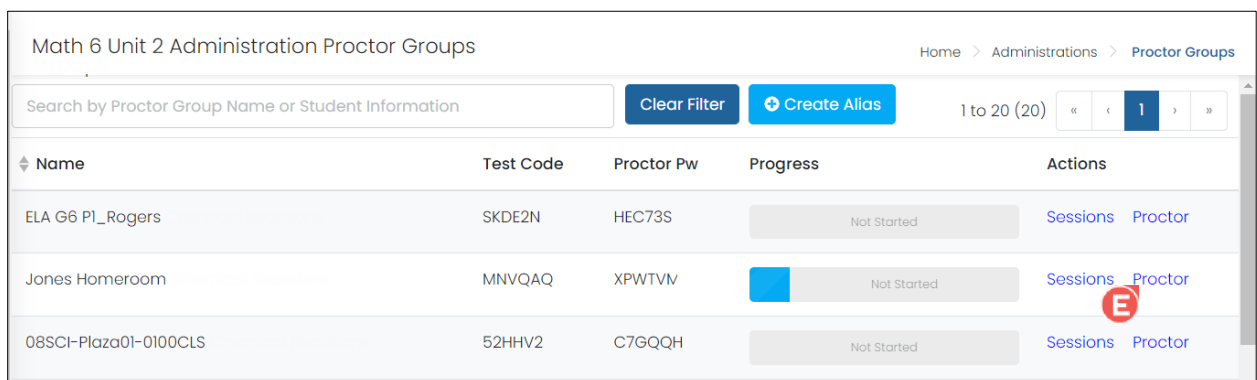 Math 6 Unit 2 Administration Proctor Groups
Home > Administrations > Proctor Groups
Search by Proctor Group Name or Student Information
Clear Filter
Create Alias
1 to 20 (20) « ‹ 1 › »
Name Test Code Proctor Pw Progress Actions
ELA G6 P1_Rogers SKDE2N HEC73S Not Started Sessions Proctor
Jones Homeroom MNVQAQ Not Started Sessions Proctor
E
08SCI-Plaza01-0100CLS 52HHV2 C7GQQH Not Started Sessions Proctor